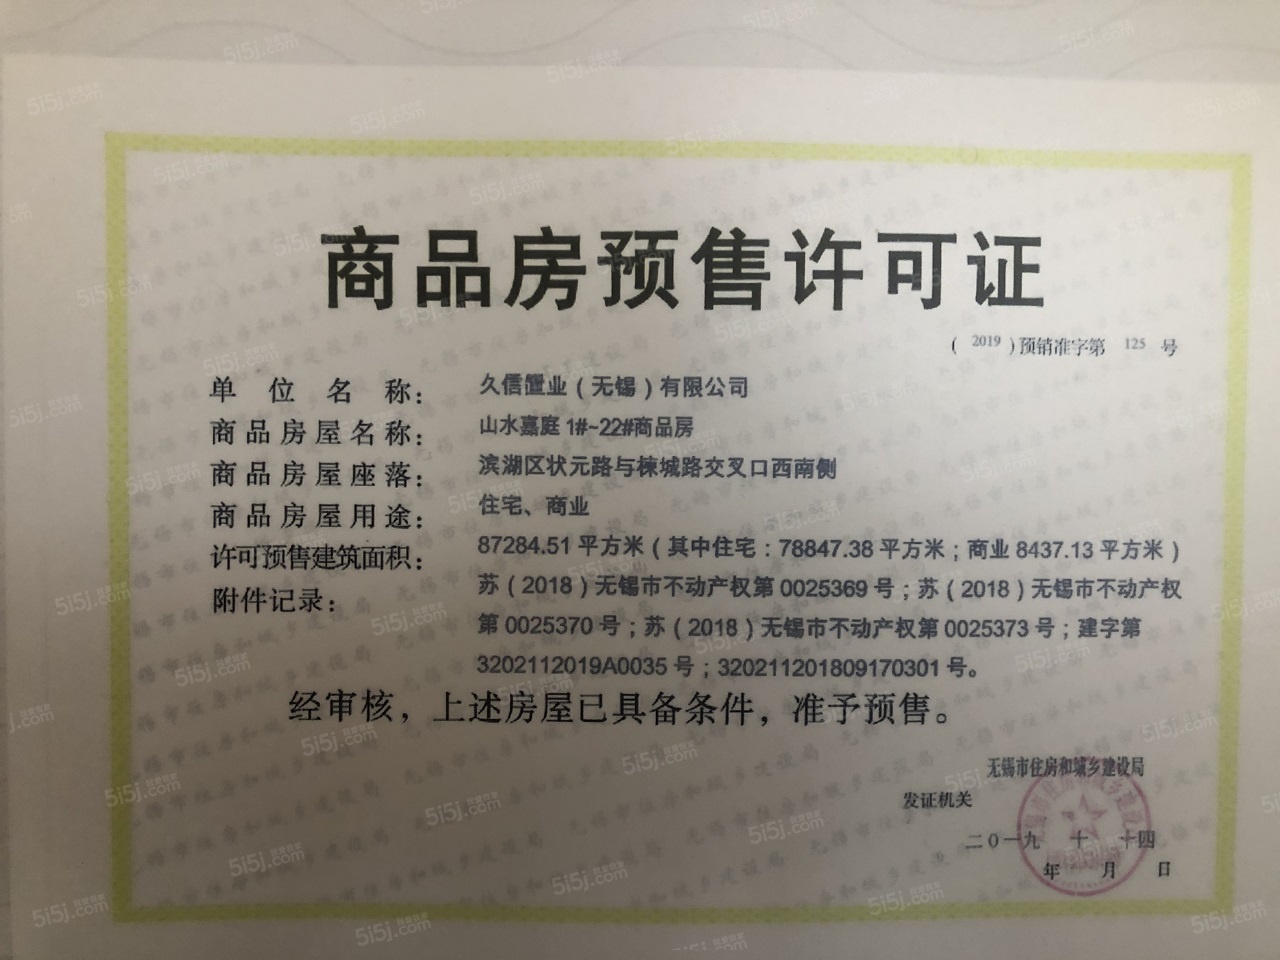 商品房预售许可证
（ 2019 ）预销准字第 125 号
单位名称： 久信置业（无锡）有限公司
商品房屋名称： 山水嘉庭 1#~22#商品房
商品房屋座落： 滨湖区状元路与楝城路交叉口西南侧
商品房屋用途： 住宅、商业
许可预售建筑面积： 87284.51 平方米（其中住宅：78847.38 平方米；商业 8437.13 平方米）
附件记录： 苏（2018）无锡市不动产权第 0025369 号；苏（2018）无锡市不动产权
第 0025370 号；苏（2018）无锡市不动产权第 0025373 号；建字第
3202112019A0035 号；320211201809170301 号。
经审核，上述房屋已具备条件，准予预售。
无锡市住房和城乡建设局
发证机关
二0一九 十 十四
年 月 日
5i5j.com